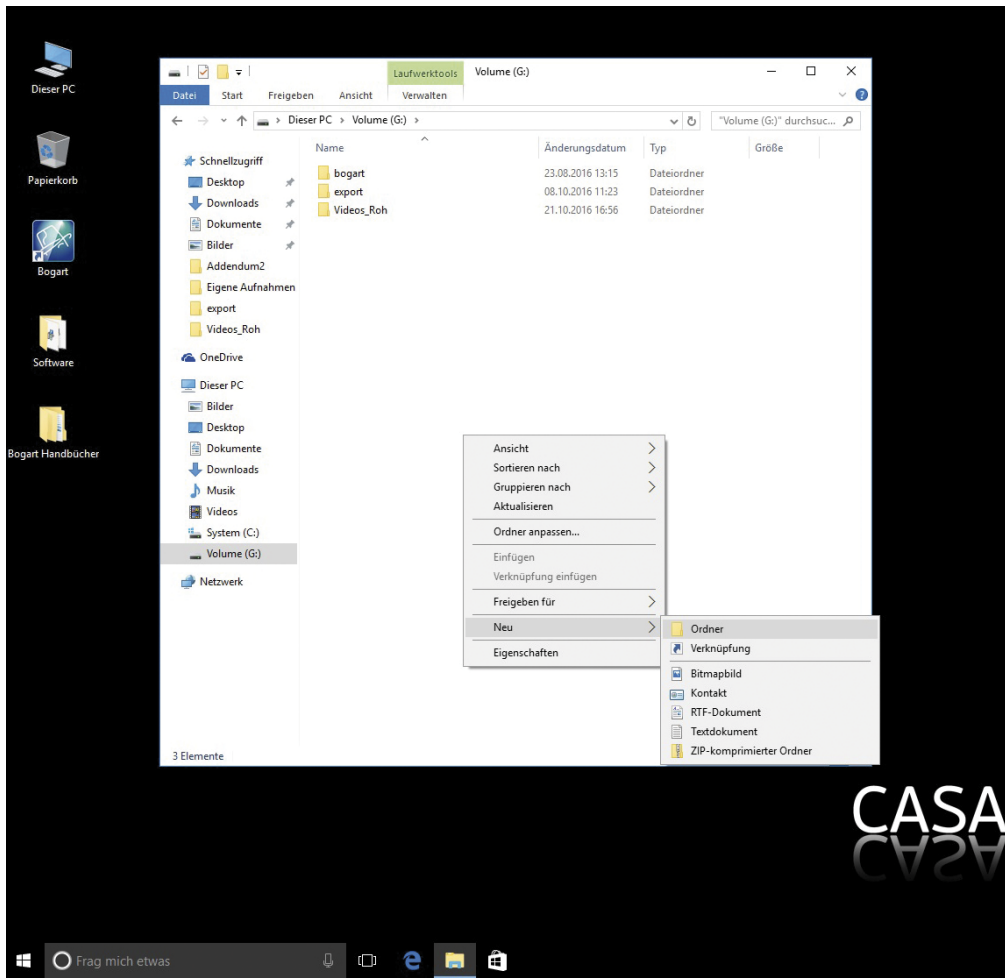 Dieser PC
Papierkorb
Bogart
Software
Bogart Handbücher
Laufwerktools
Volume (G:)
Datei Start Freigeben Ansicht Verwalten
Dieser PC > Volume (G:) >
"Volume (G:)" durchsuc...
Name Änderungsdatum Typ Größe
bogart 23.08.2016 13:15 Dateiordner
export 08.10.2016 11:23 Dateiordner
Videos_Roh 21.10.2016 16:56 Dateiordner
Schnellzugriff
Desktop
Downloads
Dokumente
Bilder
Addendum2
Eigene Aufnahmen
export
Videos_Roh
OneDrive
Dieser PC
Bilder
Desktop
Dokumente
Downloads
Musik
Videos
System (C:)
Volume (G:)
Netzwerk
3 Elemente
Ansicht
Sortieren nach
Gruppieren nach
Aktualisieren
Ordner anpassen...
Einfügen
Verknüpfung einfügen
Freigeben für
Neu
Eigenschaften
Ordner
Verknüpfung
Bitmapbild
Kontakt
RTF-Dokument
Textdokument
ZIP-komprimierter Ordner
CASA
Frag mich etwas